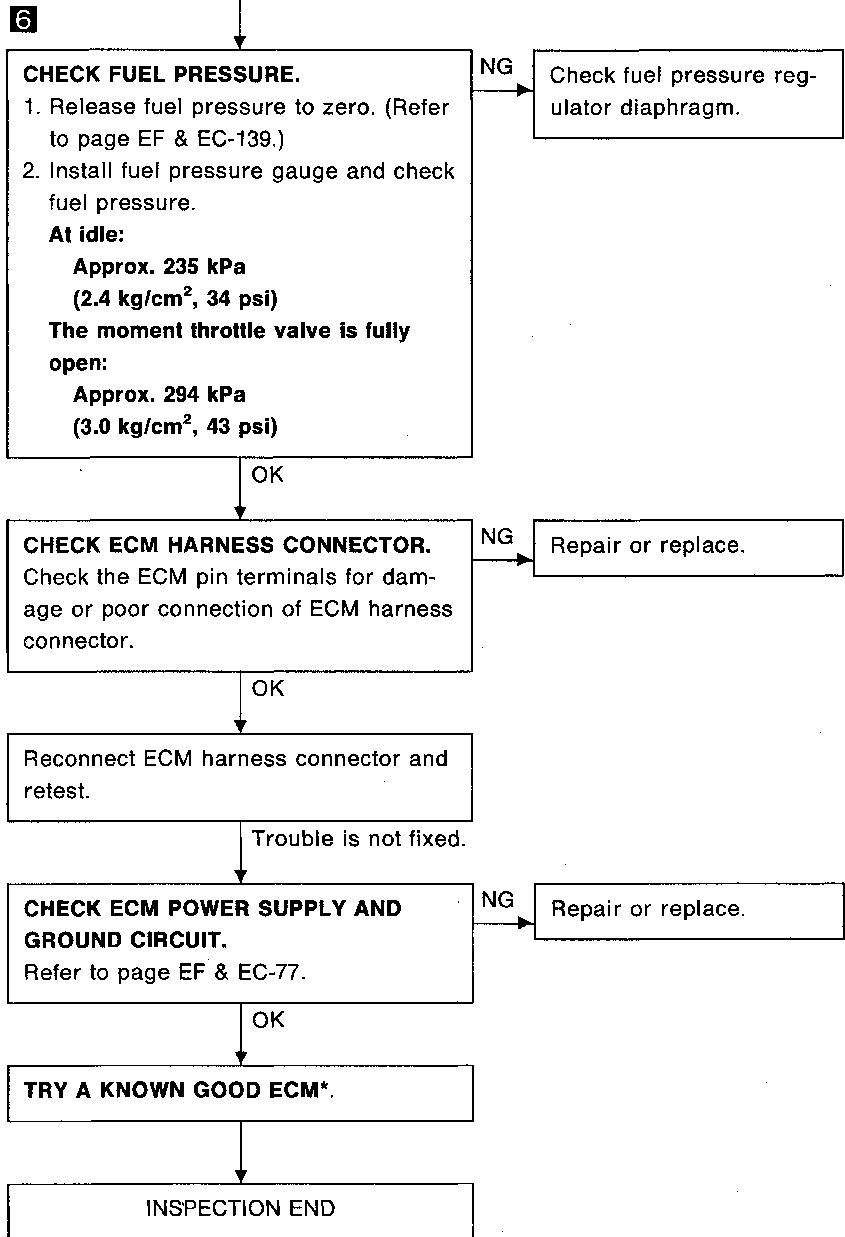 6
CHECK FUEL PRESSURE.
1. Release fuel pressure to zero. (Refer
to page EF & EC-139.)
2. Install fuel pressure gauge and check
fuel pressure.
At idle:
Approx. 235 kPa
(2.4 kg/cm², 34 psi)
The moment throttle valve is fully
open:
Approx. 294 kPa
(3.0 kg/cm², 43 psi)
NG
Check fuel pressure reg-
ulator diaphragm.
OK
CHECK ECM HARNESS CONNECTOR.
Check the ECM pin terminals for dam-
age or poor connection of ECM harness
connector.
NG
Repair or replace.
OK
Reconnect ECM harness connector and
retest.
Trouble is not fixed.
CHECK ECM POWER SUPPLY AND
GROUND CIRCUIT.
Refer to page EF & EC-77.
NG
Repair or replace.
OK
TRY A KNOWN GOOD ECM*.
INSPECTION END